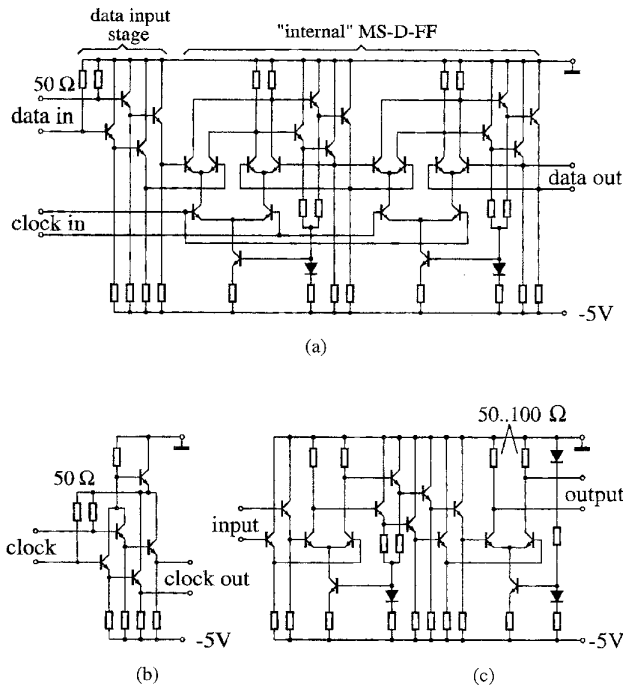 data input
stage
"internal" MS-D-FF
50 Ω
data in
clock in
data out
-5V
(a)
50 Ω
clock
clock out
-5V
(b)
50..100 Ω
input
output
-5V
(c)